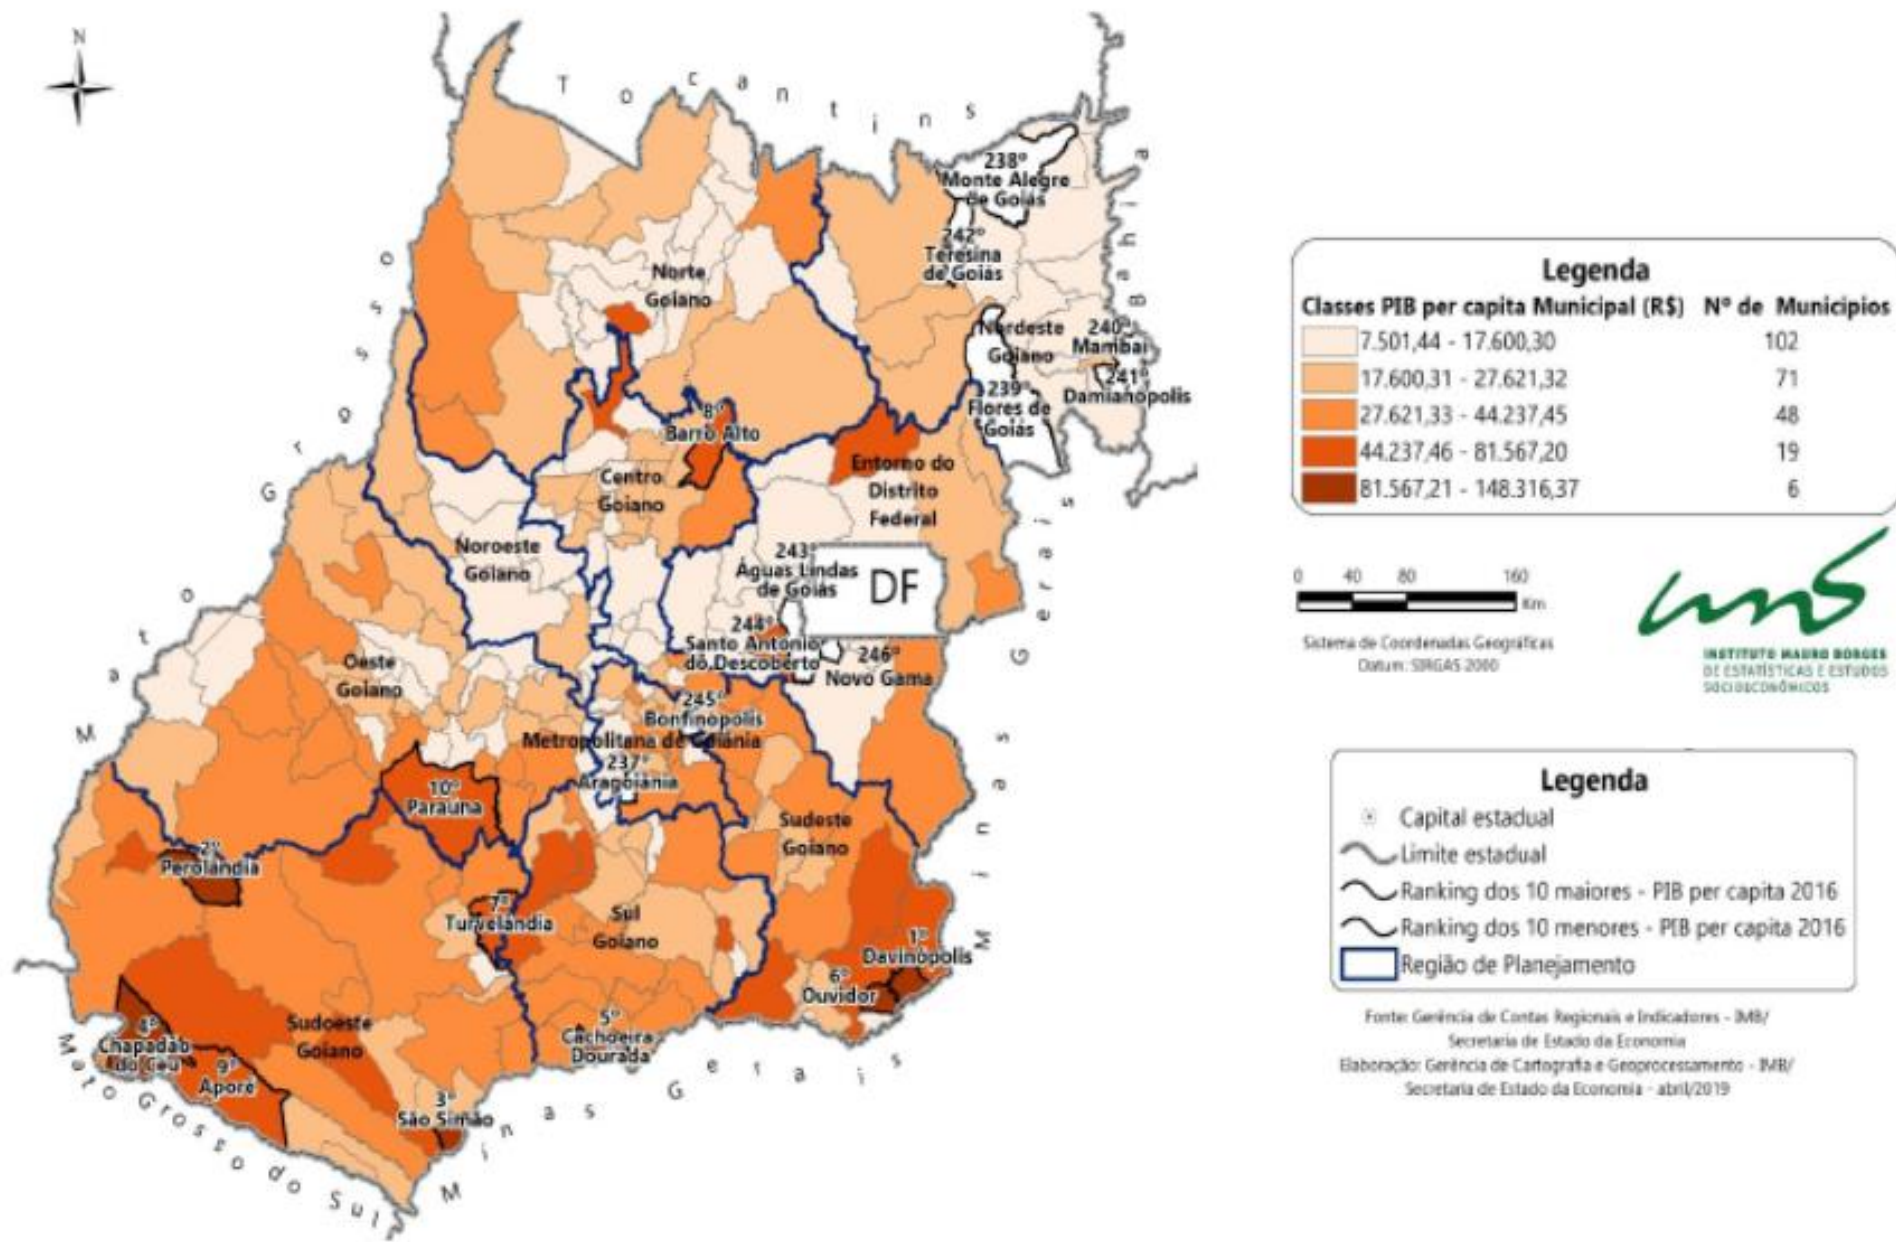 N
Tocantins
Bahia
Minas Gerais
Minas Gerais
Mato Grosso do Sul
Mato Grosso
238º
Monte Alegre
de Goiás
242º
Teresina
de Goiás
Norte
Goiano
Nordeste
Goiano
240º
Mambaí
241º
Damianópolis
239º
Flores de
Goiás
8º
Barro Alto
Centro
Goiano
Entorno do
Distrito
Federal
Noroeste
Goiano
243º
Águas Lindas
de Goiás
DF
244º
Santo Antônio
do Descoberto
246º
Novo Gama
Oeste
Goiano
245º
Bonfinópolis
Metropolitana de Goiânia
237º
Aragoiânia
10º
Paraúna
Sudeste
Goiano
2º
Perolândia
7º
Turvelândia
Sul
Goiano
1º
Davinópolis
6º
Ouvidor
5º
Cachoeira
Dourada
Sudoeste
Goiano
4º
Chapadão
do Céu
9º
Aporé
3º
São Simão
Legenda
Classes PIB per capita Municipal (R$) Nº de Municípios
7.501,44 - 17.600,30 102
17.600,31 - 27.621,32 71
27.621,33 - 44.237,45 48
44.237,46 - 81.567,20 19
81.567,21 - 148.316,37 6
0 40 80 160
Km
Sistema de Coordenadas Geográficas
Datum: SIRGAS 2000
INSTITUTO MAURO BORGES
DE ESTATÍSTICAS E ESTUDOS
SOCIOECONÔMICOS
Legenda
Capital estadual
Limite estadual
Ranking dos 10 maiores - PIB per capita 2016
Ranking dos 10 menores - PIB per capita 2016
Região de Planejamento
Fonte: Gerência de Contas Regionais e Indicadores - IMB/
Secretaria de Estado da Economia
Elaboração: Gerência de Cartografia e Geoprocessamento - IMB/
Secretaria de Estado da Economia - abril/2019